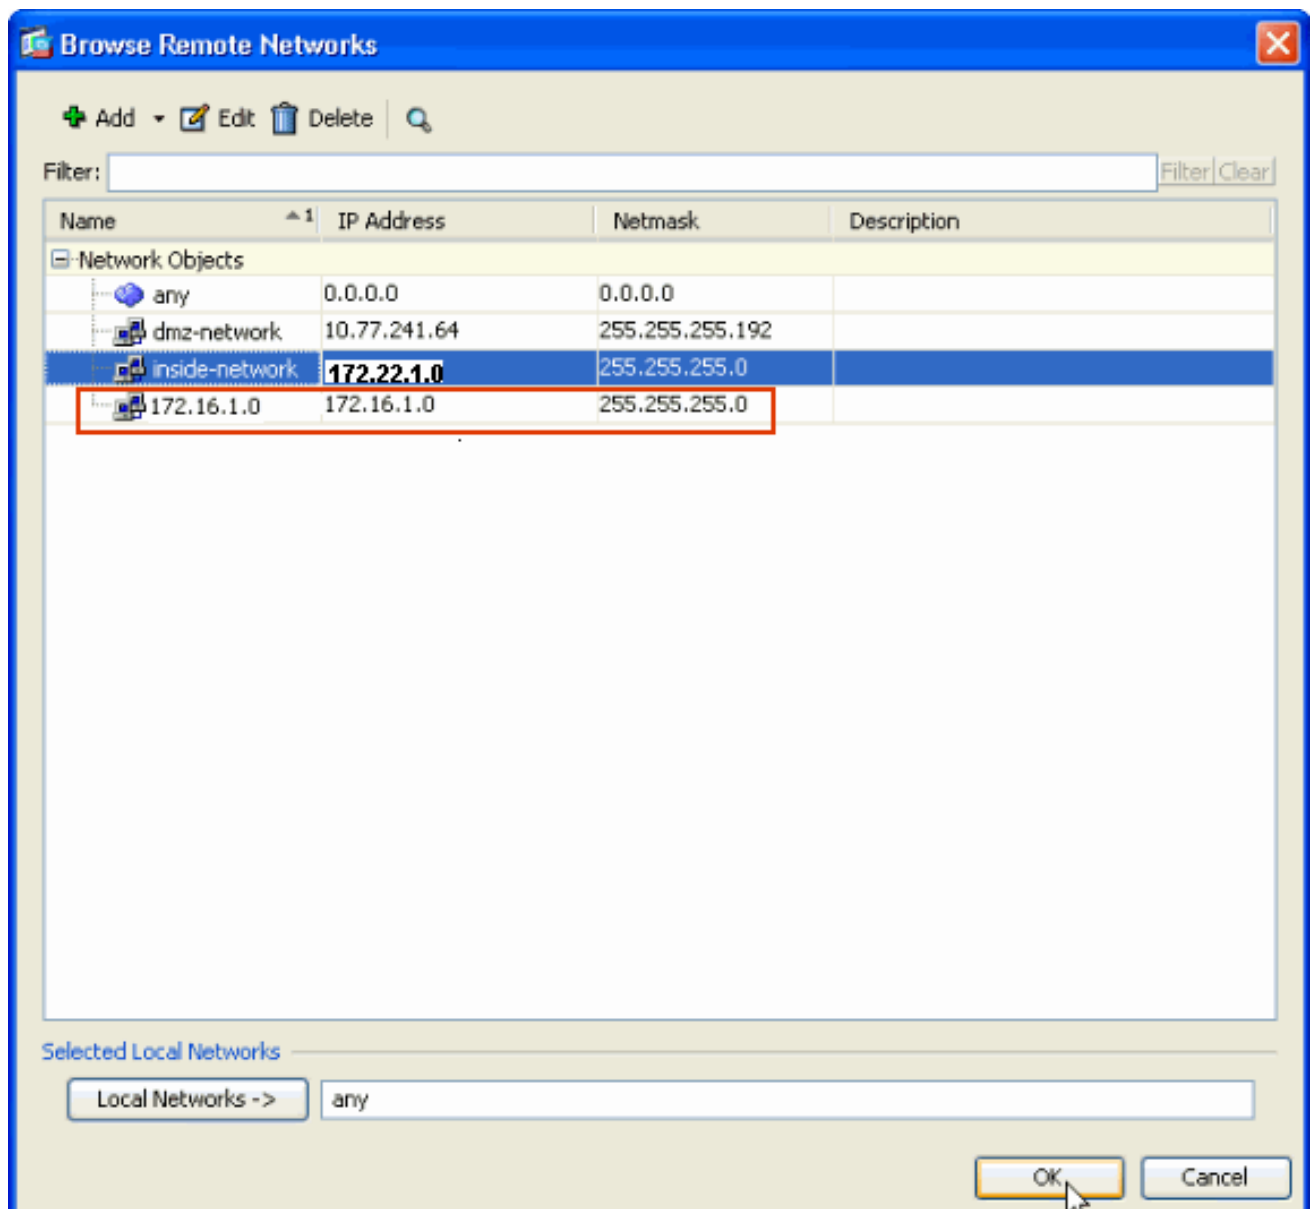 Browse Remote Networks
Add Edit Delete
Filter: Filter Clear
Name 1 IP Address Netmask Description
Network Objects
any 0.0.0.0 0.0.0.0
dmz-network 10.77.241.64 255.255.255.192
inside-network 172.22.1.0 255.255.255.0
172.16.1.0 172.16.1.0 255.255.255.0
Selected Local Networks
Local Networks -> any
OK Cancel